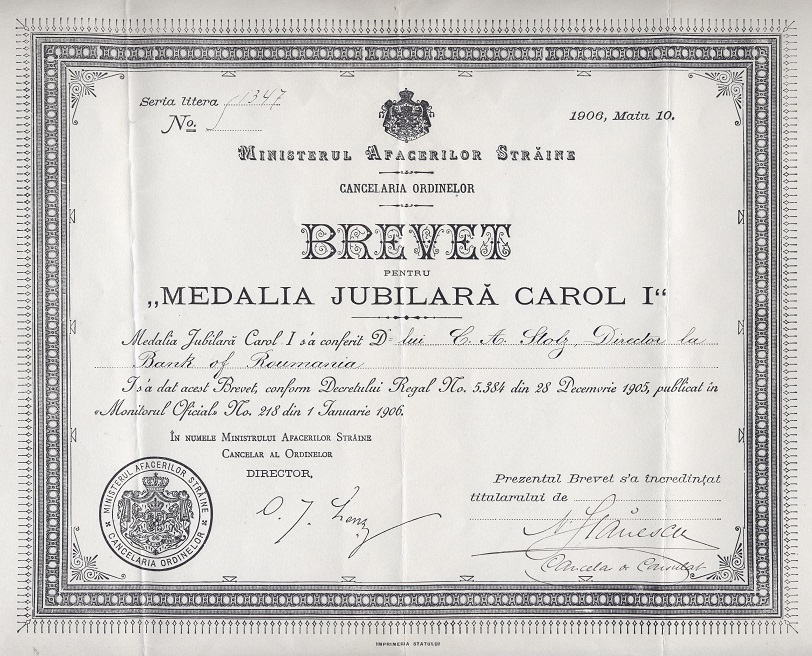 Seria litera 1347
No.
1906, Maiu 10.
MINISTERUL AFACERILOR STRĂINE
CANCELARIA ORDINELOR
BREVET
PENTRU
„MEDALIA JUBILARĂ CAROL I“
Medalia Jubilară Carol I s'a conferit D-lui C. A. Stolz, Director la
Bank of Roumania
I s'a dat acest Brevet, conform Decretului Regal No. 5.384 din 28 Decemvrie 1905, publicat în
«Monitorul Oficial» No. 218 din 1 Ianuarie 1906.
ÎN NUMELE MINISTRULUI AFACERILOR STRĂINE
CANCELAR AL ORDINELOR
DIRECTOR,
MINISTERUL AFACERILOR STRĂINE
CANCELARIA ORDINELOR
Prezentul Brevet s'a încredințat
titularului de
IMPRIMERIA STATULUI